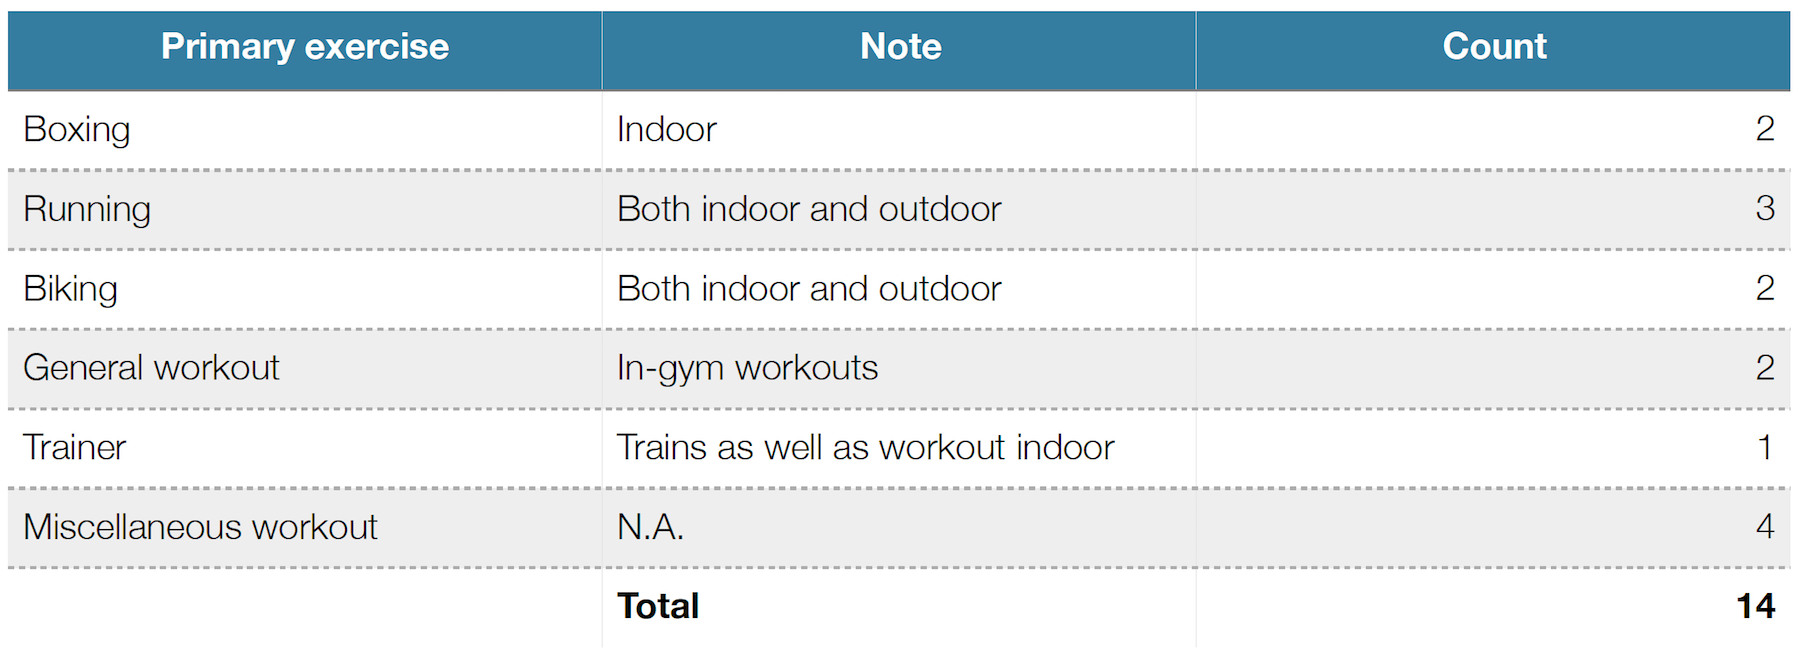 Primary exercise Note Count
Boxing Indoor 2
Running Both indoor and outdoor 3
Biking Both indoor and outdoor 2
General workout In-gym workouts 2
Trainer Trains as well as workout indoor 1
Miscellaneous workout N.A. 4
Total 14